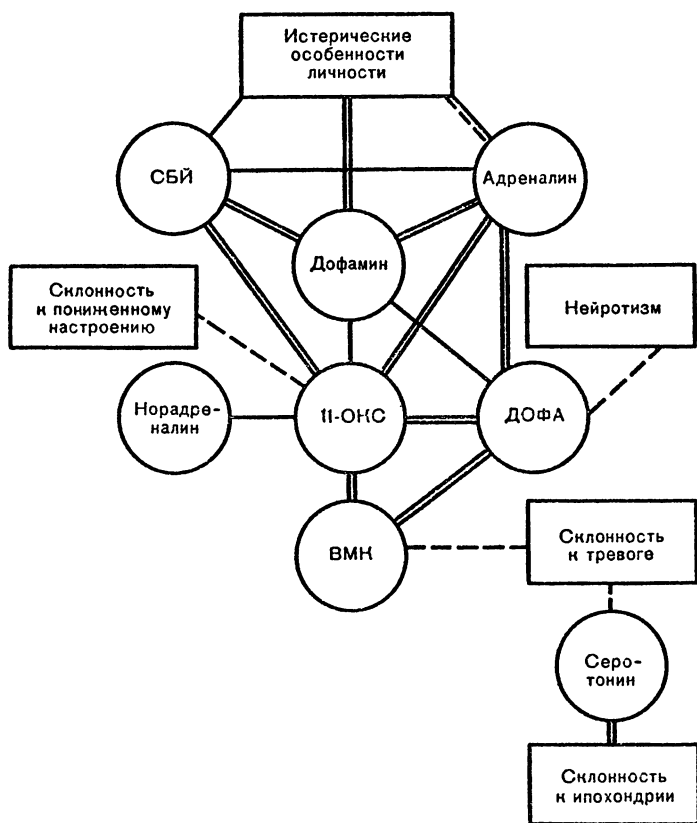 Истерические
особенности
личности
СБЙ
Адреналин
Дофамин
Склонность
к пониженному
настроению
Нейротизм
Норадре-
налин
11-ОКС
ДОФА
ВМК
Склонность
к тревоге
Серо-
тонин
Склонность
к ипохондрии